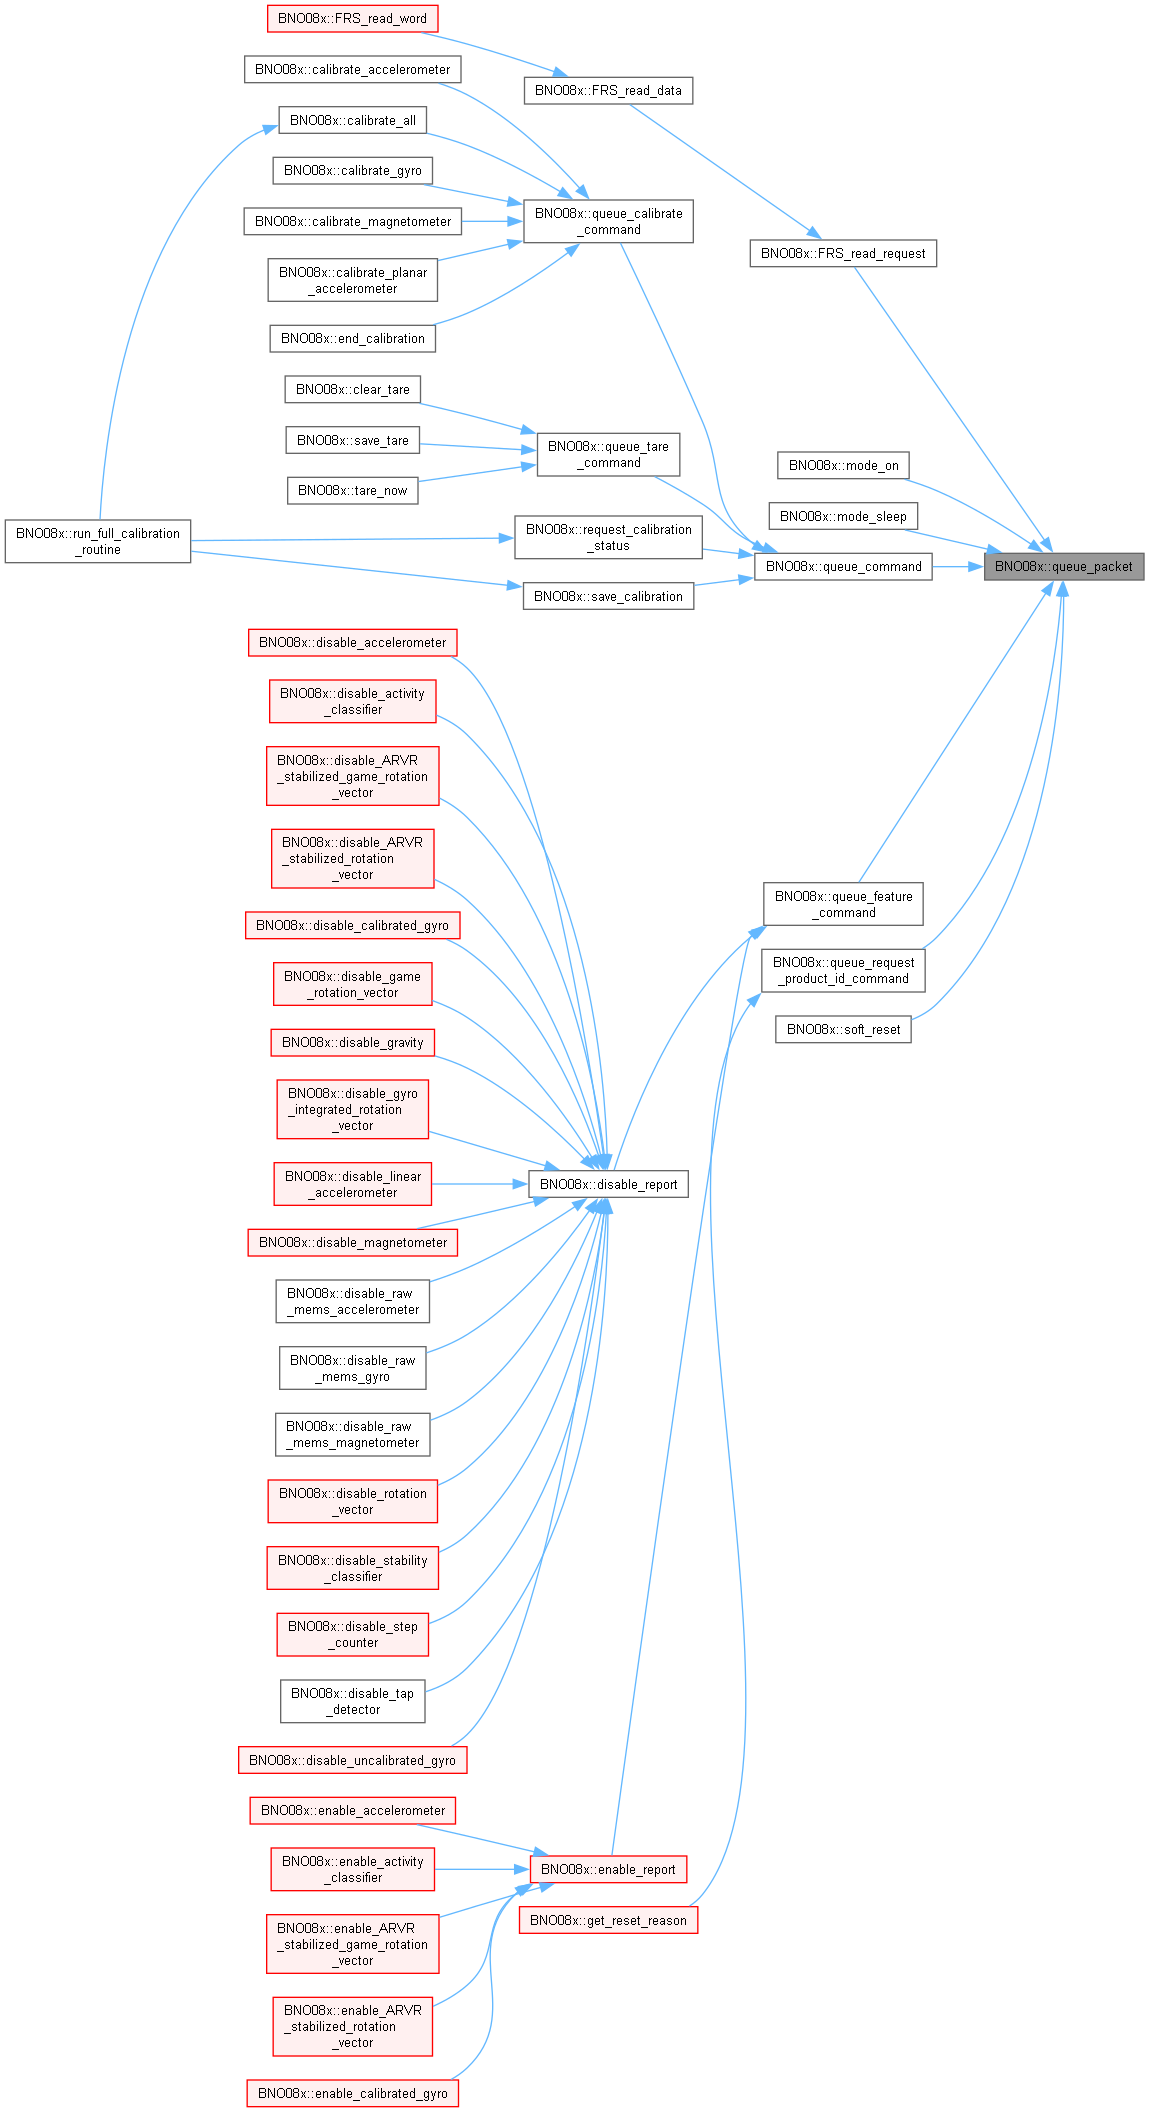 BNO08x::FRS_read_word
BNO08x::calibrate_accelerometer
BNO08x::FRS_read_data
BNO08x::calibrate_all
BNO08x::calibrate_gyro
BNO08x::calibrate_magnetometer
BNO08x::queue_calibrate
_command
BNO08x::FRS_read_request
BNO08x::calibrate_planar
_accelerometer
BNO08x::end_calibration
BNO08x::clear_tare
BNO08x::save_tare
BNO08x::queue_tare
_command
BNO08x::mode_on
BNO08x::tare_now
BNO08x::mode_sleep
BNO08x::run_full_calibration
_routine
BNO08x::request_calibration
_status
BNO08x::queue_command
BNO08x::queue_packet
BNO08x::save_calibration
BNO08x::disable_accelerometer
BNO08x::disable_activity
_classifier
BNO08x::disable_ARVR
_stabilized_game_rotation
_vector
BNO08x::disable_ARVR
_stabilized_rotation
_vector
BNO08x::queue_feature
_command
BNO08x::disable_calibrated_gyro
BNO08x::queue_request
_product_id_command
BNO08x::disable_game
_rotation_vector
BNO08x::soft_reset
BNO08x::disable_gravity
BNO08x::disable_gyro
_integrated_rotation
_vector
BNO08x::disable_linear
_accelerometer
BNO08x::disable_report
BNO08x::disable_magnetometer
BNO08x::disable_raw
_mems_accelerometer
BNO08x::disable_raw
_mems_gyro
BNO08x::disable_raw
_mems_magnetometer
BNO08x::disable_rotation
_vector
BNO08x::disable_stability
_classifier
BNO08x::disable_step
_counter
BNO08x::disable_tap
_detector
BNO08x::disable_uncalibrated_gyro
BNO08x::enable_accelerometer
BNO08x::enable_activity
_classifier
BNO08x::enable_report
BNO08x::get_reset_reason
BNO08x::enable_ARVR
_stabilized_game_rotation
_vector
BNO08x::enable_ARVR
_stabilized_rotation
_vector
BNO08x::enable_calibrated_gyro